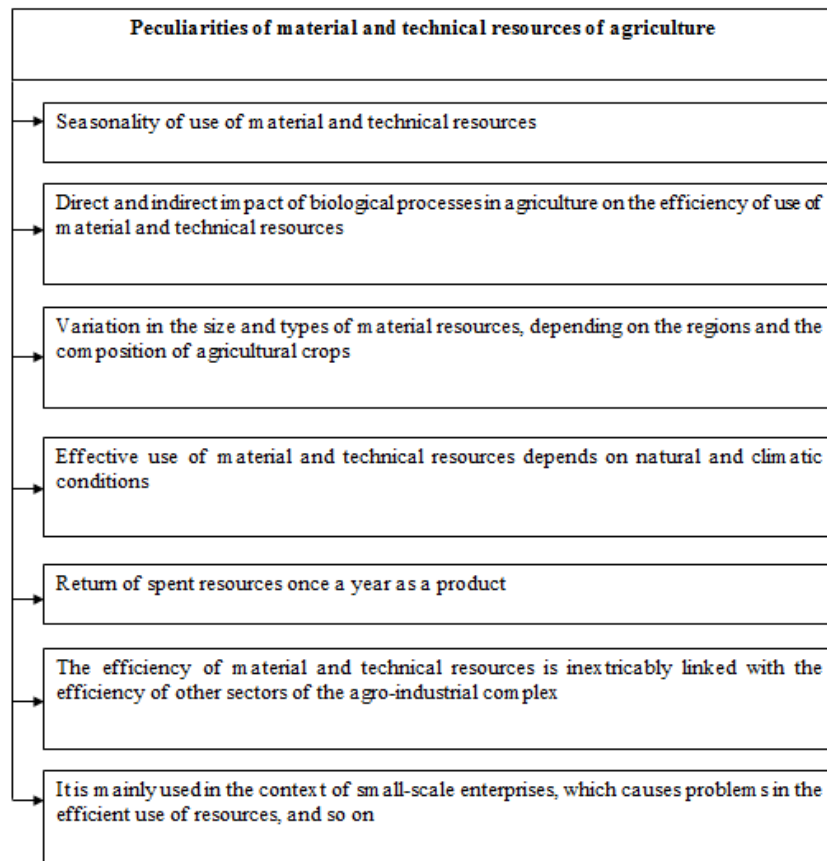 Peculiarities of material and technical resources of agriculture
Seasonality of use of material and technical resources
Direct and indirect impact of biological processes in agriculture on the efficiency of use of
material and technical resources
Variation in the size and types of material resources, depending on the regions and the
composition of agricultural crops
Effective use of material and technical resources depends on natural and climatic
conditions
Return of spent resources once a year as a product
The efficiency of material and technical resources is inextricably linked with the
efficiency of other sectors of the agro-industrial complex
It is mainly used in the context of small-scale enterprises, which causes problems in the
efficient use of resources, and so on